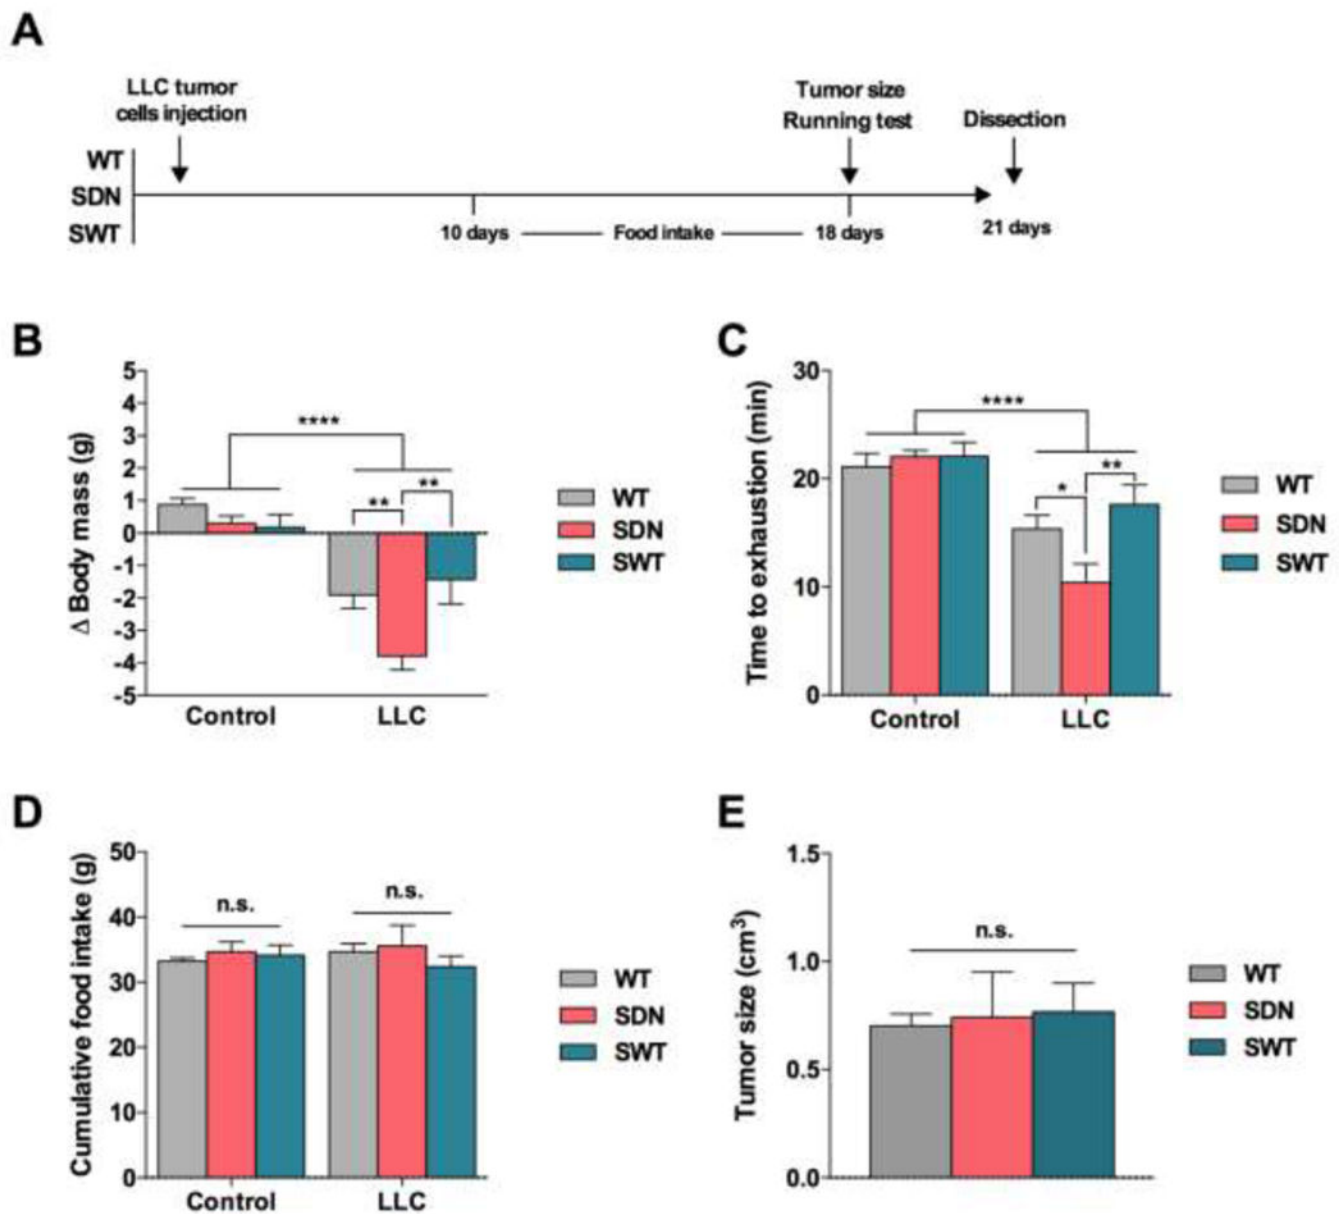 A
LLC tumor
cells injection
Tumor size
Running test
Dissection
WT
SDN
SWT
10 days
Food intake
18 days
21 days
B
Δ Body mass (g)
5
4
3
2
1
0
-1
-2
-3
-4
-5
****
**
**
Control
LLC
WT
SDN
SWT
C
Time to exhaustion (min)
30
20
10
0
****
*
**
Control
LLC
WT
SDN
SWT
D
Cumulative food intake (g)
50
40
30
20
10
0
n.s.
n.s.
Control
LLC
WT
SDN
SWT
E
Tumor size (cm³)
1.5
1.0
0.5
0.0
n.s.
WT
SDN
SWT